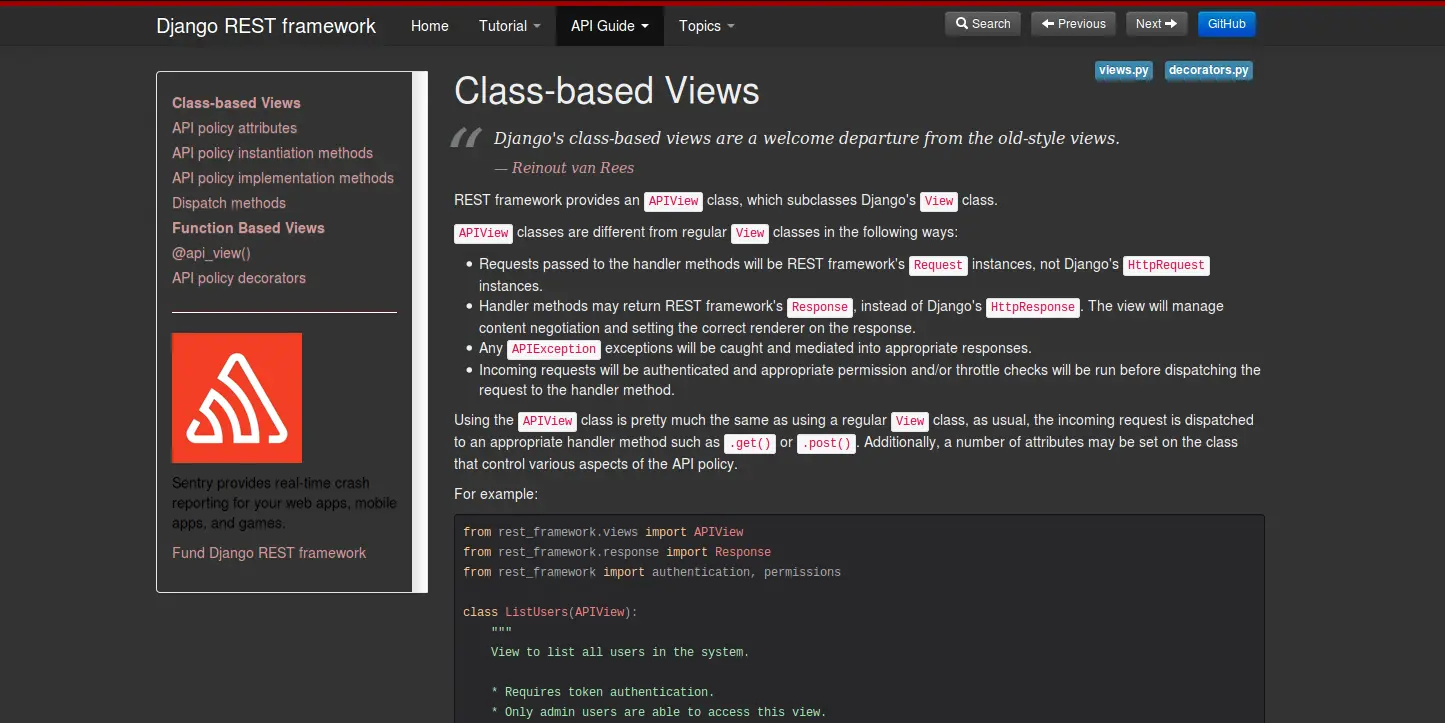 Django REST framework Home Tutorial API Guide Topics Search Previous Next GitHub
Class-based Views
API policy attributes
API policy instantiation methods
API policy implementation methods
Dispatch methods
Function Based Views
@api_view()
API policy decorators
Sentry provides real-time crash
reporting for your web apps, mobile
apps, and games.
Fund Django REST framework
views.py decorators.py
Class-based Views
“ Django's class-based views are a welcome departure from the old-style views.
— Reinout van Rees
REST framework provides an APIView class, which subclasses Django's View class.
APIView classes are different from regular View classes in the following ways:
• Requests passed to the handler methods will be REST framework's Request instances, not Django's HttpRequest
instances.
• Handler methods may return REST framework's Response, instead of Django's HttpResponse. The view will manage
content negotiation and setting the correct renderer on the response.
• Any APIException exceptions will be caught and mediated into appropriate responses.
• Incoming requests will be authenticated and appropriate permission and/or throttle checks will be run before dispatching the
request to the handler method.
Using the APIView class is pretty much the same as using a regular View class, as usual, the incoming request is dispatched
to an appropriate handler method such as .get() or .post(). Additionally, a number of attributes may be set on the class
that control various aspects of the API policy.
For example:
from rest_framework.views import APIView
from rest_framework.response import Response
from rest_framework import authentication, permissions
class ListUsers(APIView):
    """
    View to list all users in the system.
    * Requires token authentication.
    * Only admin users are able to access this view.